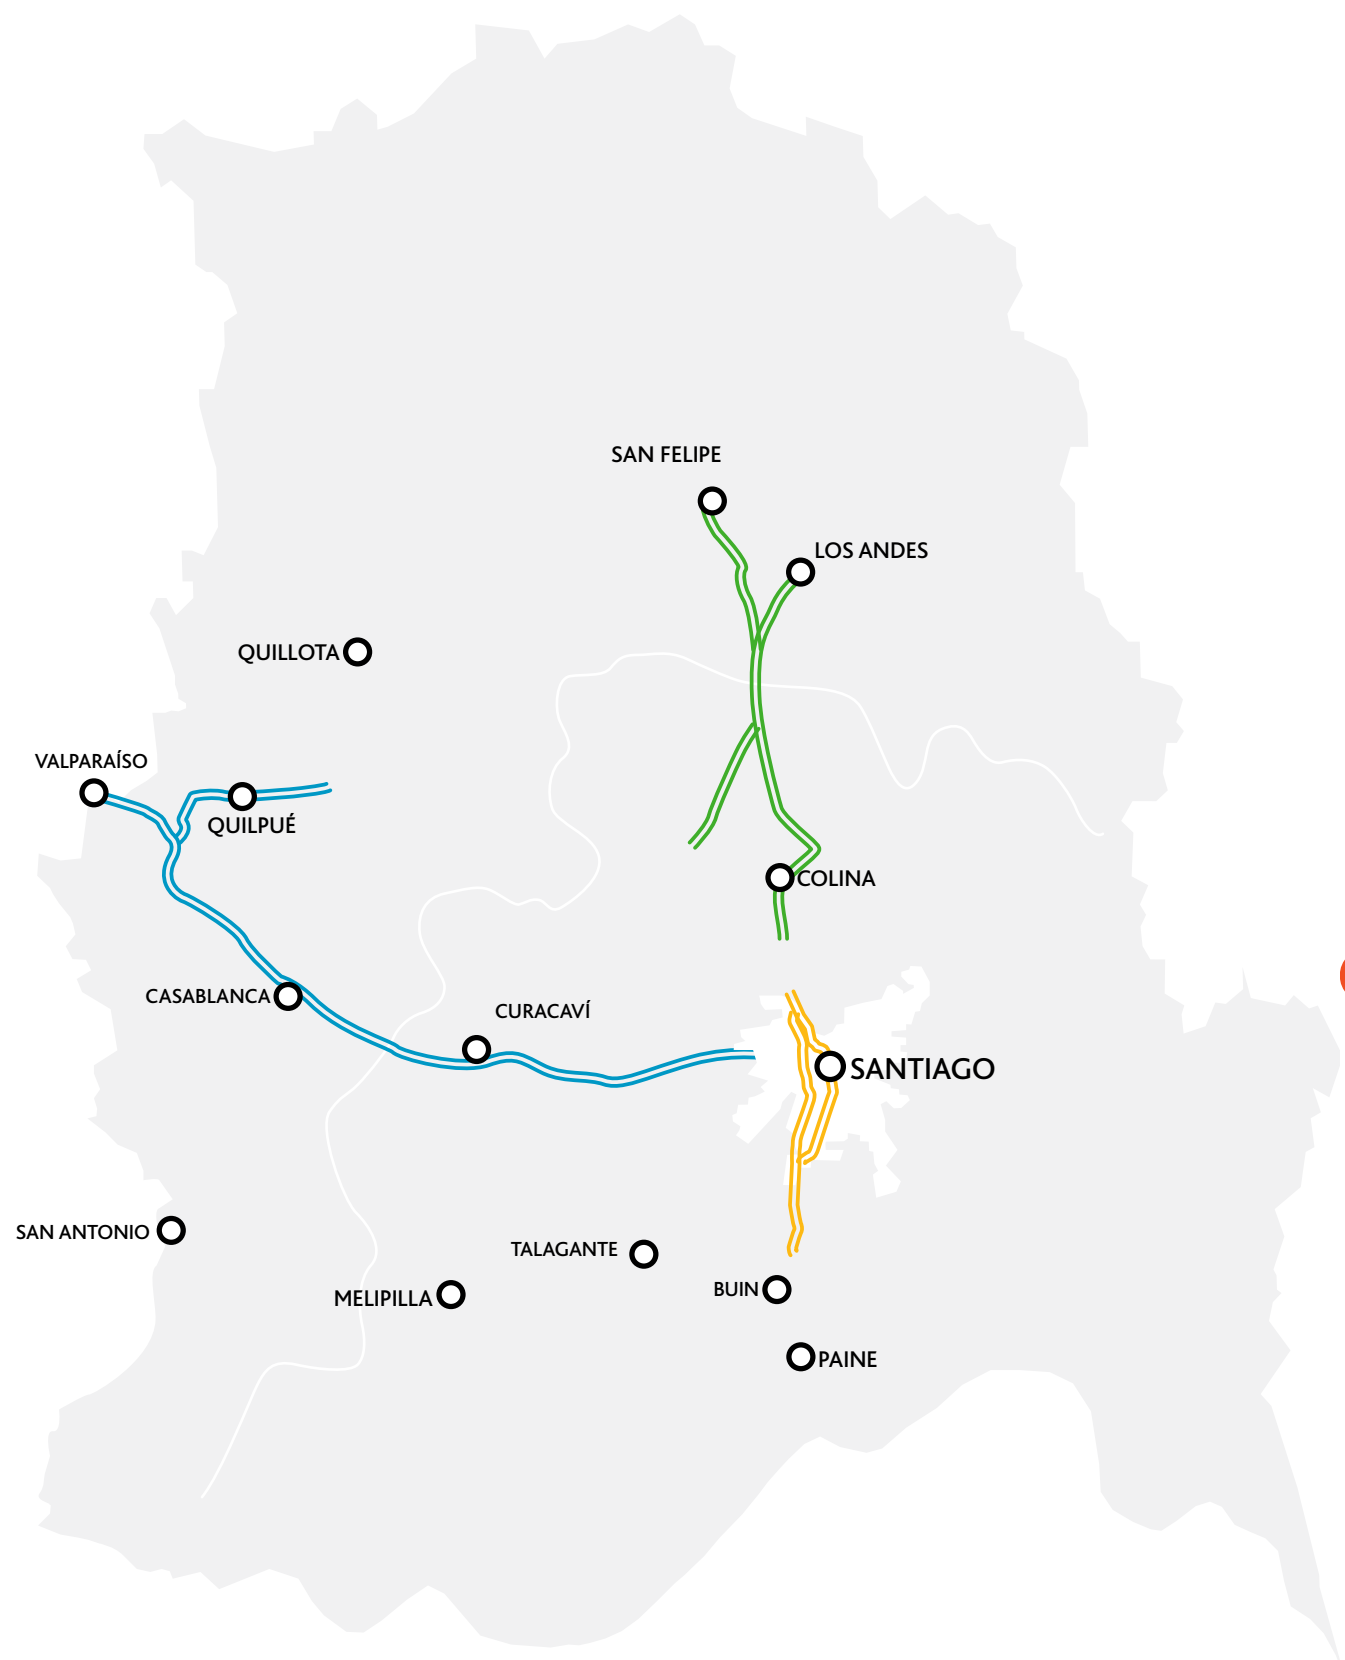 SAN FELIPE
LOS ANDES
QUILLOTA
VALPARAÍSO
QUILPUÉ
COLINA
CASABLANCA
CURACAVÍ
SANTIAGO
SAN ANTONIO
TALAGANTE
BUIN
MELIPILLA
PAINE